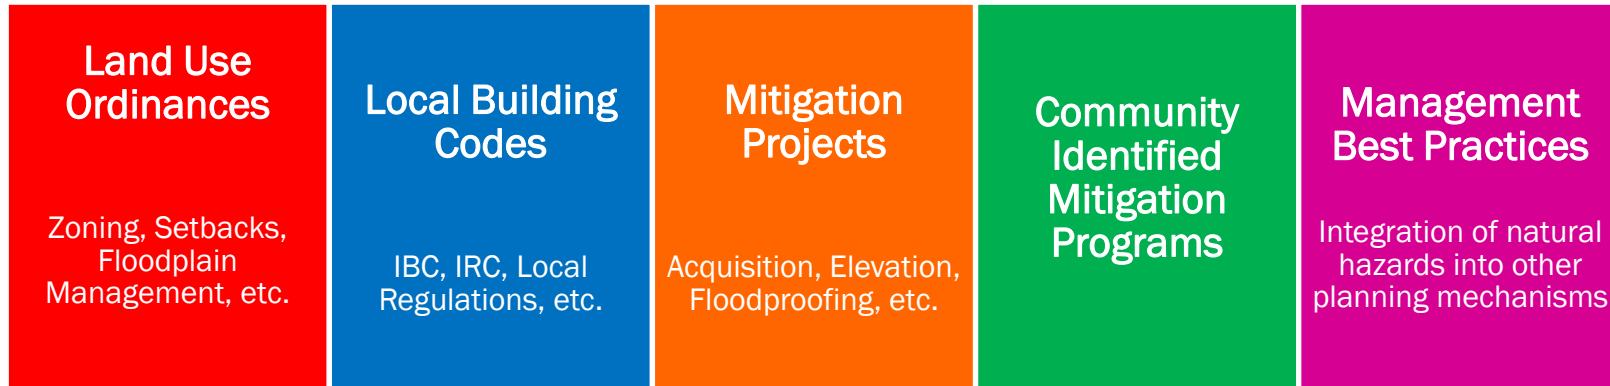 Land Use
Ordinances
Zoning, Setbacks,
Floodplain
Management, etc.
Local Building
Codes
IBC, IRC, Local
Regulations, etc.
Mitigation
Projects
Acquisition, Elevation,
Floodproofing, etc.
Community
Identified
Mitigation
Programs
Management
Best Practices
Integration of natural
hazards into other
planning mechanisms